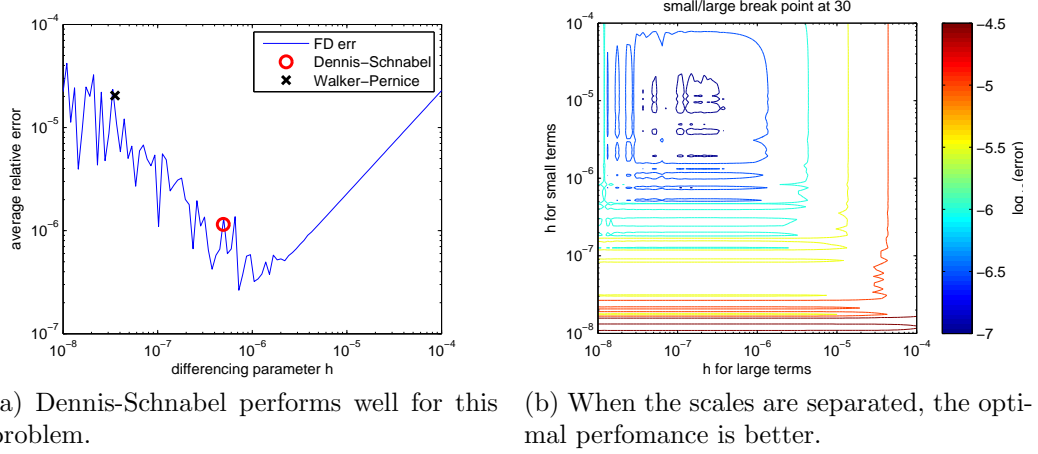 small/large break point at 30
10^-4
10^-5
10^-6
10^-7
average relative error
FD err
Dennis-Schnabel
Walker-Pernice
10^-8
10^-7
10^-6
10^-5
10^-4
differencing parameter h
10^-4
10^-5
10^-6
10^-7
10^-8
h for small terms
10^-8
10^-7
10^-6
10^-5
10^-4
h for large terms
-4.5
-5
-5.5
-6
-6.5
-7
log (error)
a) Dennis-Schnabel performs well for this
problem.
(b) When the scales are separated, the opti-
mal perfomance is better.